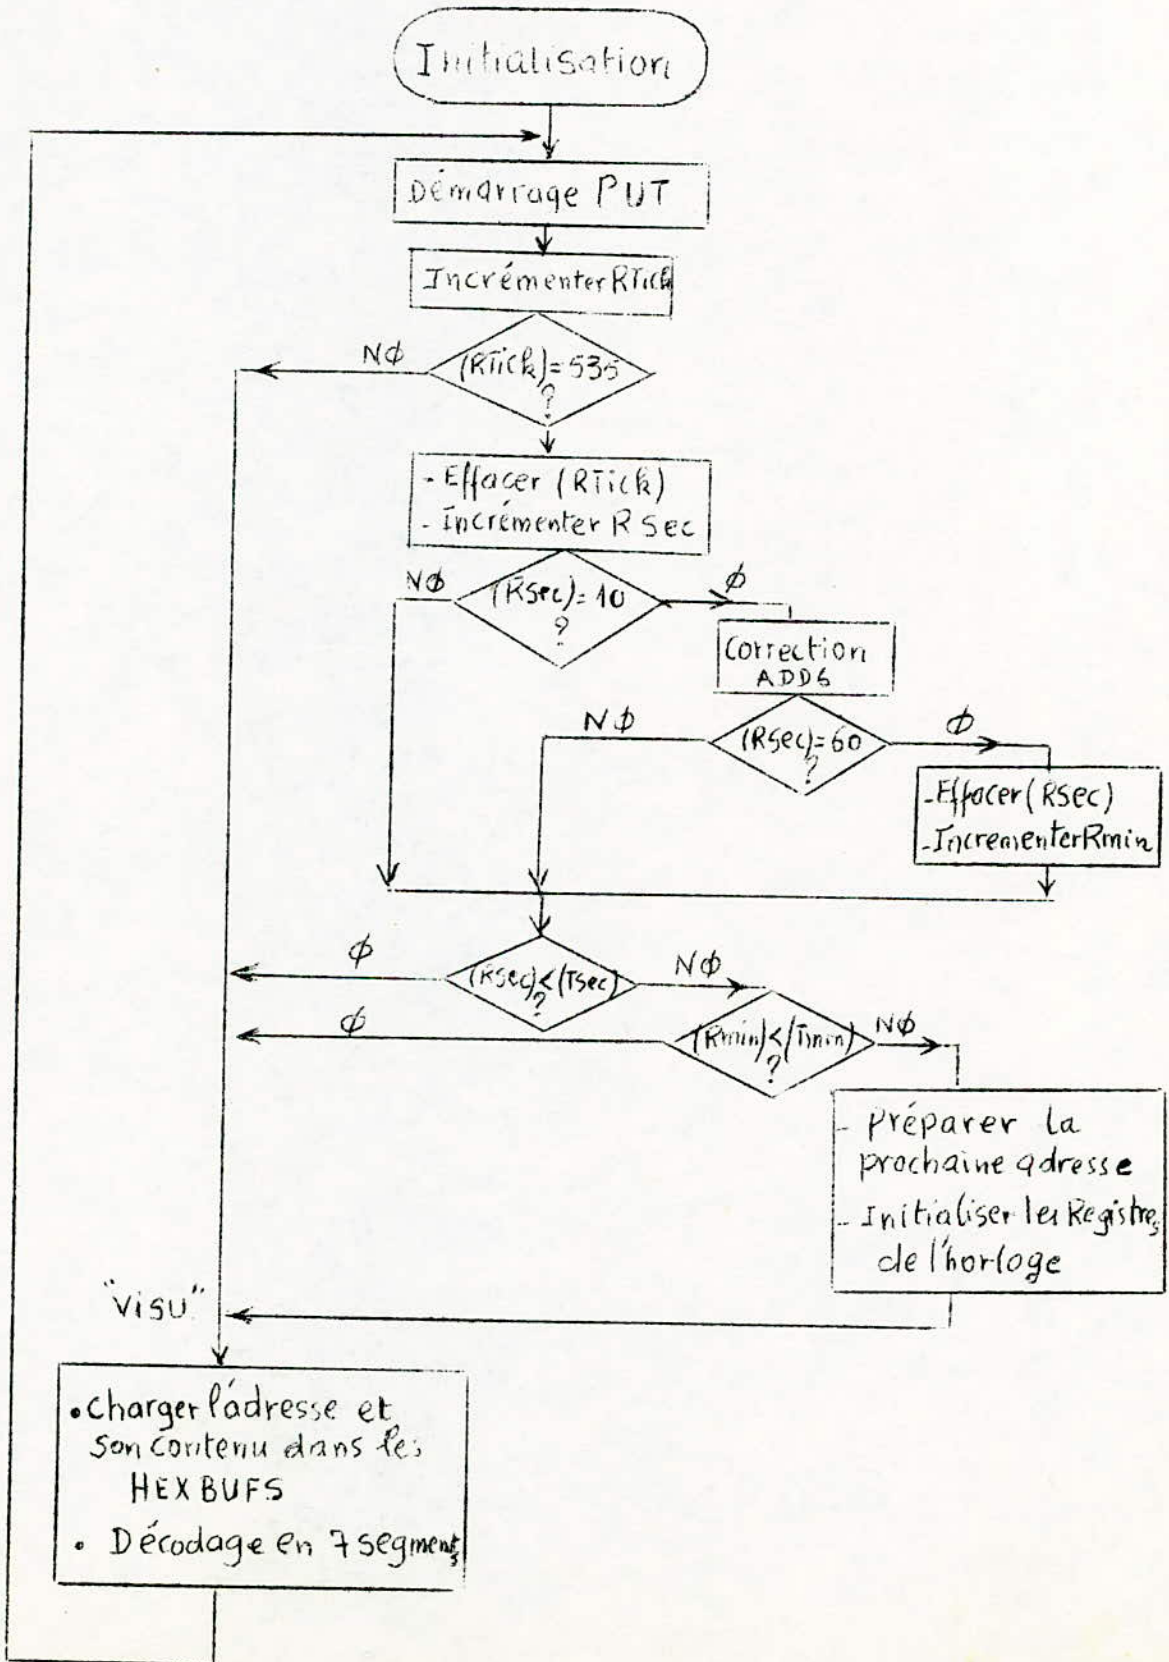 Initialisation
Démarrage PUT
Incrémenter RTick
(RTick)=535
?
NØ
- Effacer (RTick)
- Incrémenter RSec
(RSec)=10
?
NØ
Ø
Correction
ADD6
(RSec)=60
?
NØ
Ø
- Effacer (RSec)
- Incrementer Rmin
(RSec)<(Tsec)
?
Ø
NØ
(Rmin)<(Tmin)
?
Ø
NØ
- Préparer la
prochaine adresse
- Initialiser les Registres
de l'horloge
"VISU"
• Charger l'adresse et
son contenu dans les
HEXBUFS
• Décodage en 7 segments